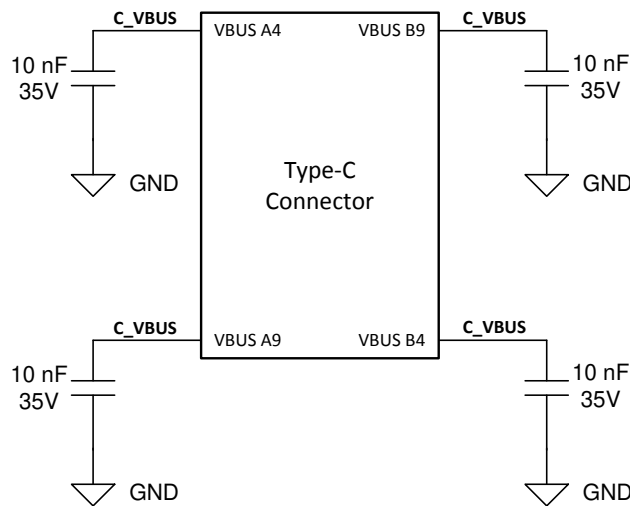 C_VBUS
VBUS A4
VBUS B9
C_VBUS
10 nF
35V
10 nF
35V
GND
Type-C
Connector
GND
C_VBUS
VBUS A9
VBUS B4
C_VBUS
10 nF
35V
10 nF
35V
GND
GND